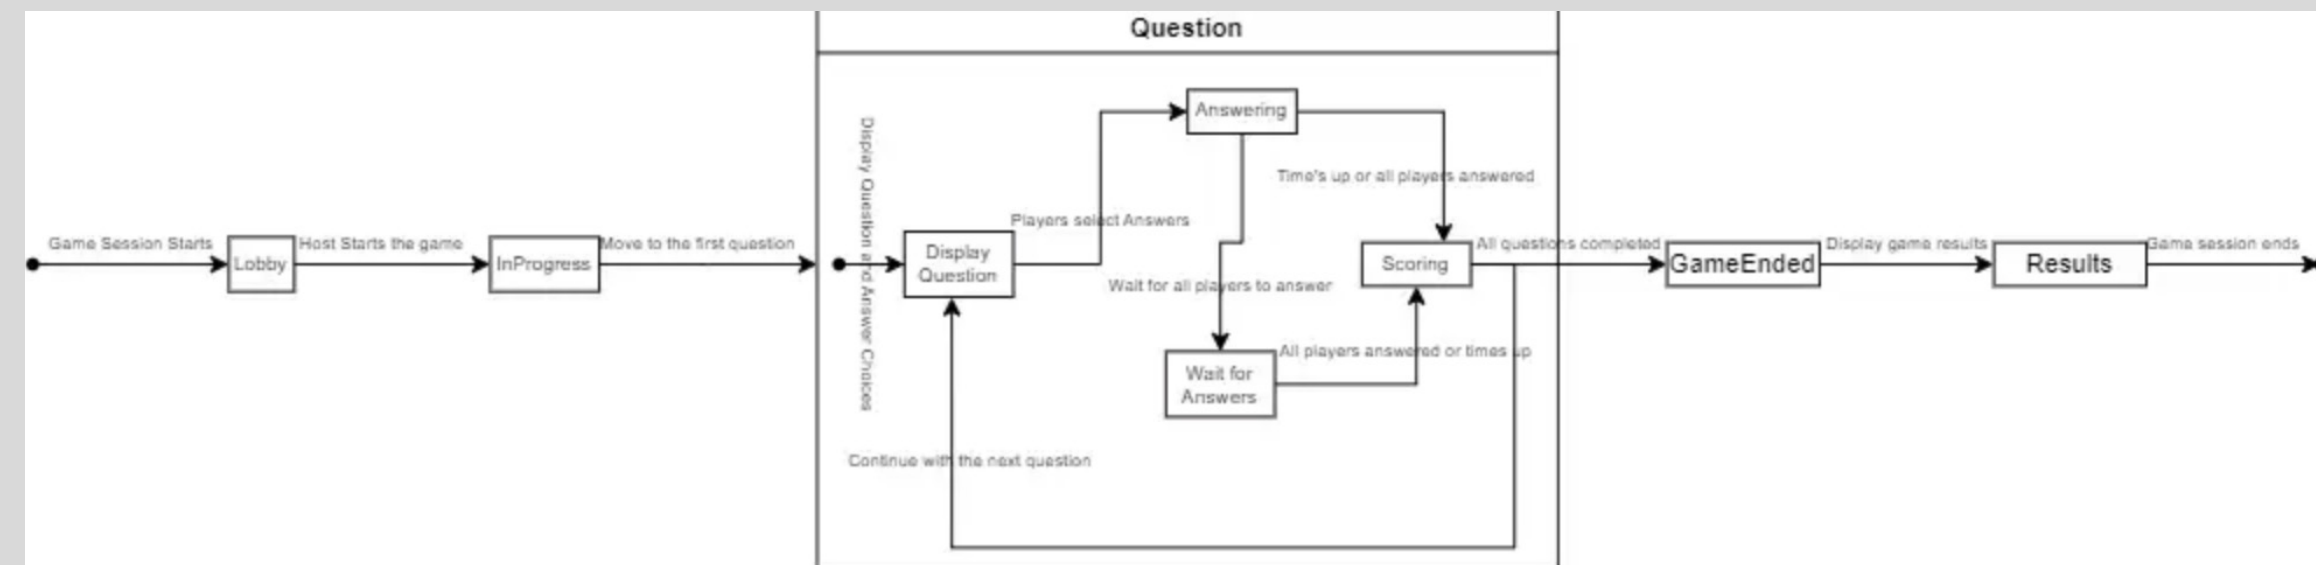 Question
Answering
Display Question and Answer Choices
Time's up or all players answered
Players select Answers
Game Session Starts
Host Starts the game
Move to the first question
All questions completed
Display game results
Game session ends
Lobby
InProgress
Display
Question
Scoring
GameEnded
Results
Wait for all players to answer
All players answered or times up
Wait for
Answers
Continue with the next question